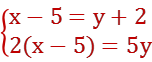 x – 5 = y + 2
2(x – 5) = 5y